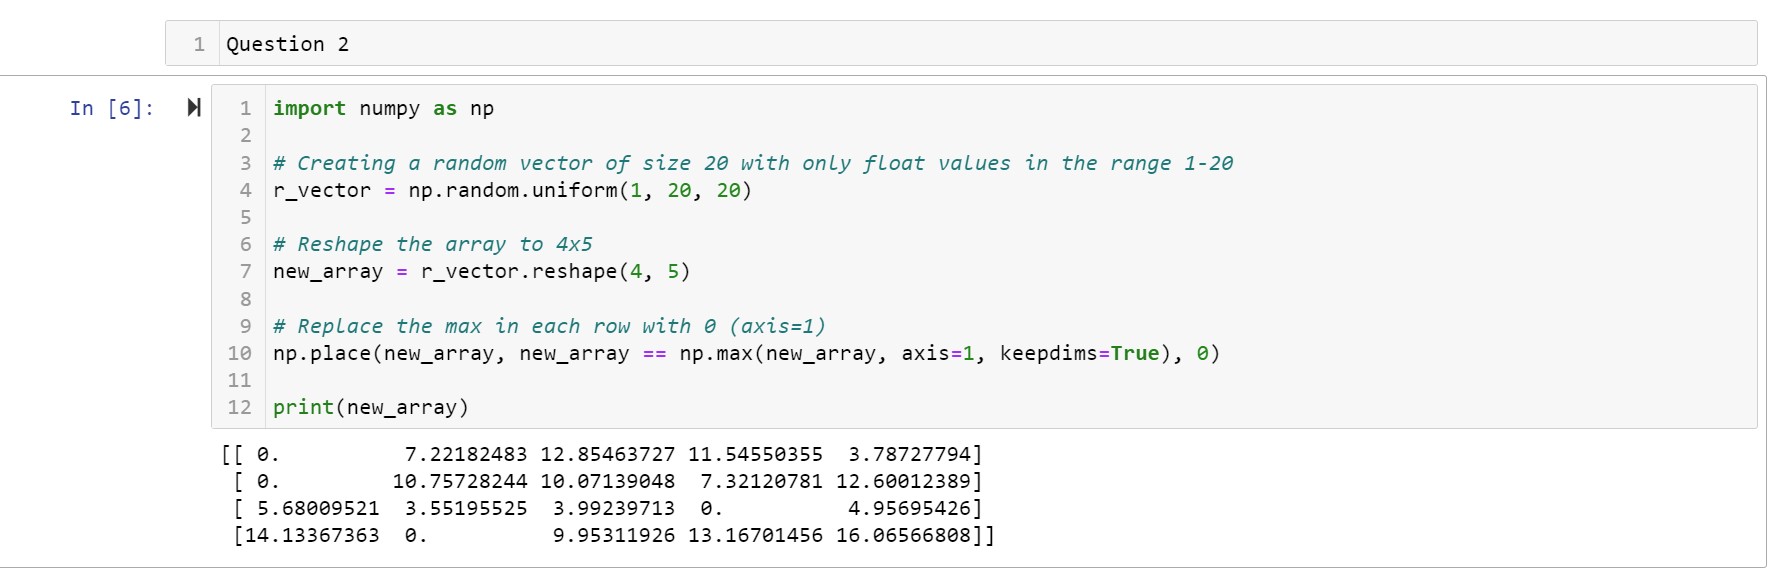 1 Question 2
In [6]:
1 import numpy as np
2
3 # Creating a random vector of size 20 with only float values in the range 1-20
4 r_vector = np.random.uniform(1, 20, 20)
5
6 # Reshape the array to 4x5
7 new_array = r_vector.reshape(4, 5)
8
9 # Replace the max in each row with 0 (axis=1)
10 np.place(new_array, new_array == np.max(new_array, axis=1, keepdims=True), 0)
11
12 print(new_array)
[[ 0.          7.22182483 12.85463727 11.54550355  3.78727794]
 [ 0.         10.75728244 10.07139048  7.32120781 12.60012389]
 [ 5.68009521  3.55195525  3.99239713  0.          4.95695426]
 [14.13367363  0.          9.95311926 13.16701456 16.06566808]]